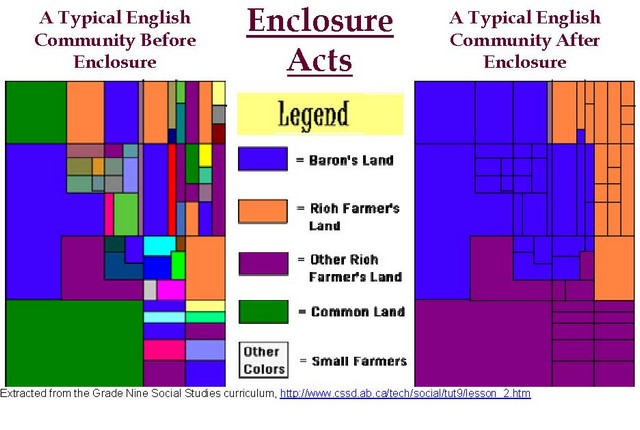 A Typical English
Community Before
Enclosure
Enclosure
Acts
A Typical English
Community After
Enclosure
Legend
= Baron's Land
= Rich Farmer's
Land
= Other Rich
Farmer's Land
= Common Land
Other
Colors
= Small Farmers
Extracted from the Grade Nine Social Studies curriculum, http://www.cssd.ab.ca/tech/social/tut9/lesson_2.htm